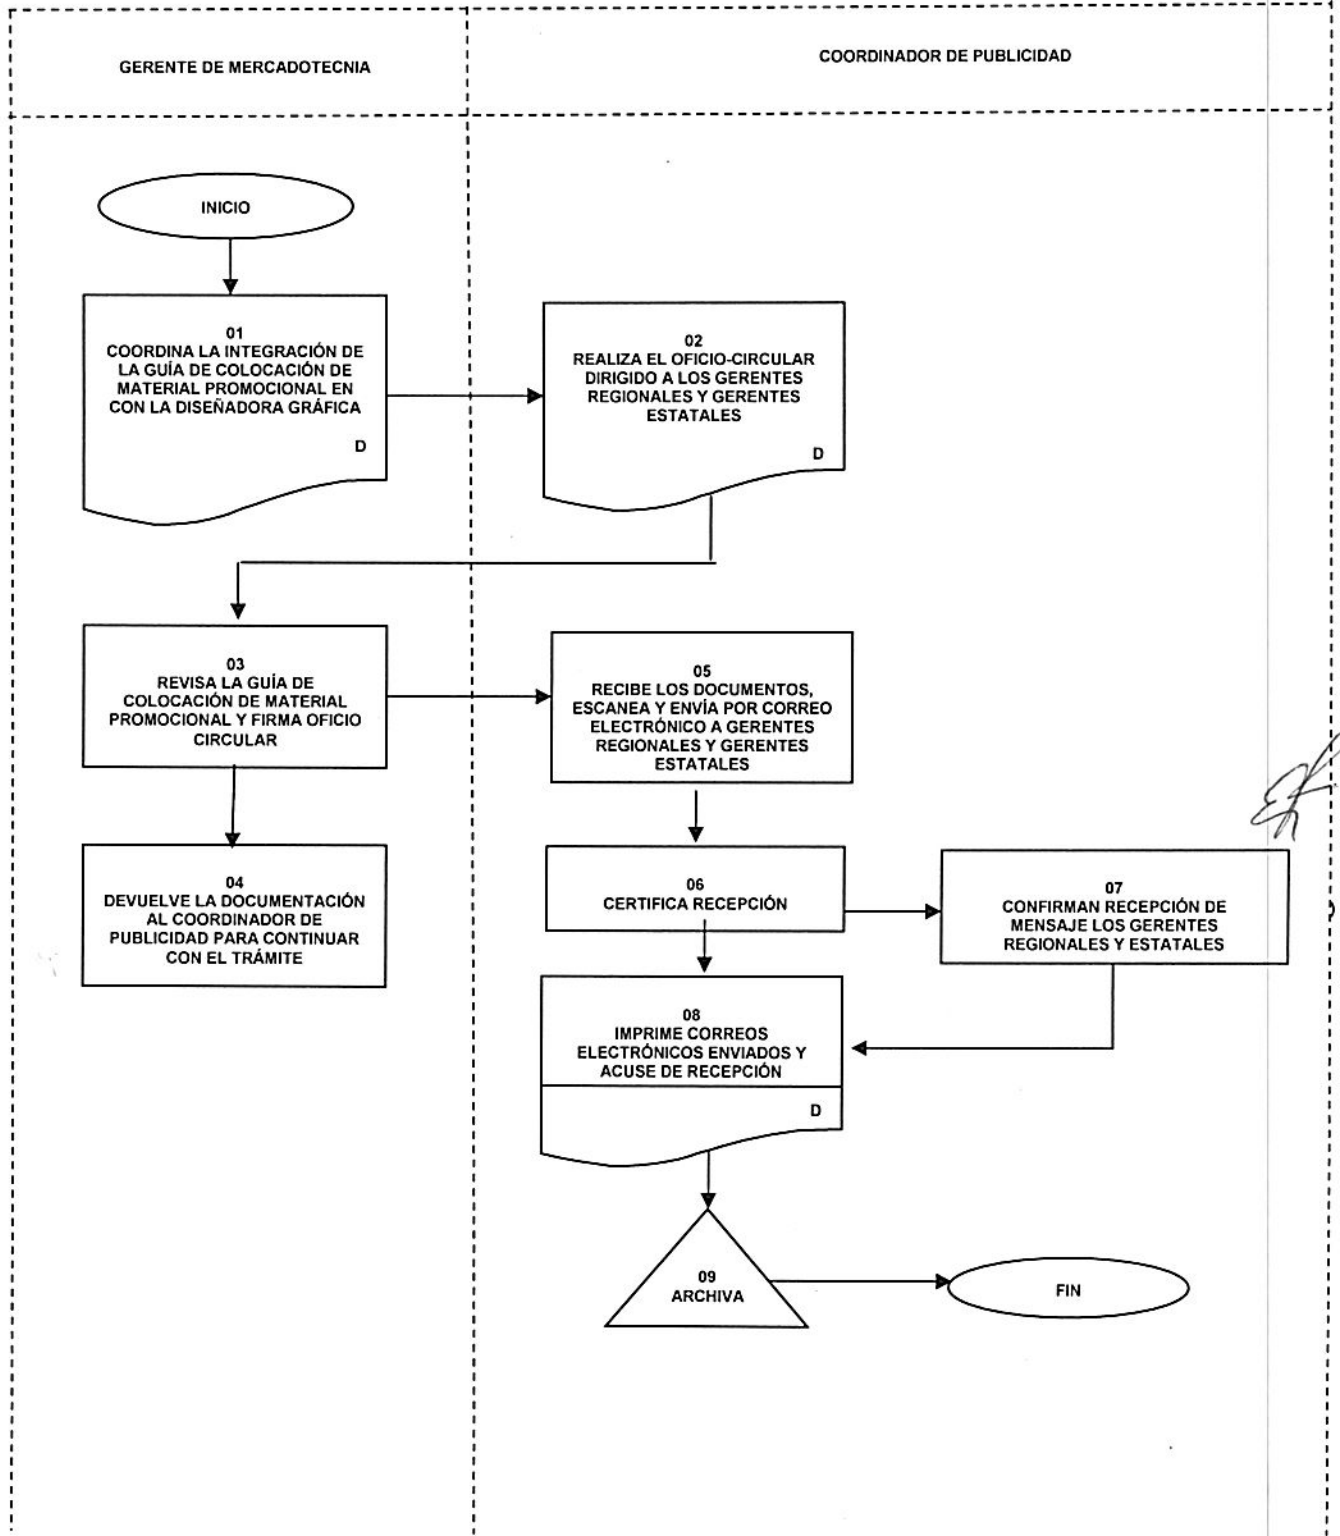 GERENTE DE MERCADOTECNIA
COORDINADOR DE PUBLICIDAD
INICIO
01
COORDINA LA INTEGRACIÓN DE
LA GUÍA DE COLOCACIÓN DE
MATERIAL PROMOCIONAL EN
CON LA DISEÑADORA GRÁFICA
D
02
REALIZA EL OFICIO-CIRCULAR
DIRIGIDO A LOS GERENTES
REGIONALES Y GERENTES
ESTATALES
D
03
REVISA LA GUÍA DE
COLOCACIÓN DE MATERIAL
PROMOCIONAL Y FIRMA OFICIO
CIRCULAR
05
RECIBE LOS DOCUMENTOS,
ESCANEA Y ENVÍA POR CORREO
ELECTRÓNICO A GERENTES
REGIONALES Y GERENTES
ESTATALES
04
DEVUELVE LA DOCUMENTACIÓN
AL COORDINADOR DE
PUBLICIDAD PARA CONTINUAR
CON EL TRÁMITE
06
CERTIFICA RECEPCIÓN
07
CONFIRMAN RECEPCIÓN DE
MENSAJE LOS GERENTES
REGIONALES Y ESTATALES
08
IMPRIME CORREOS
ELECTRÓNICOS ENVIADOS Y
ACUSE DE RECEPCIÓN
D
09
ARCHIVA
FIN